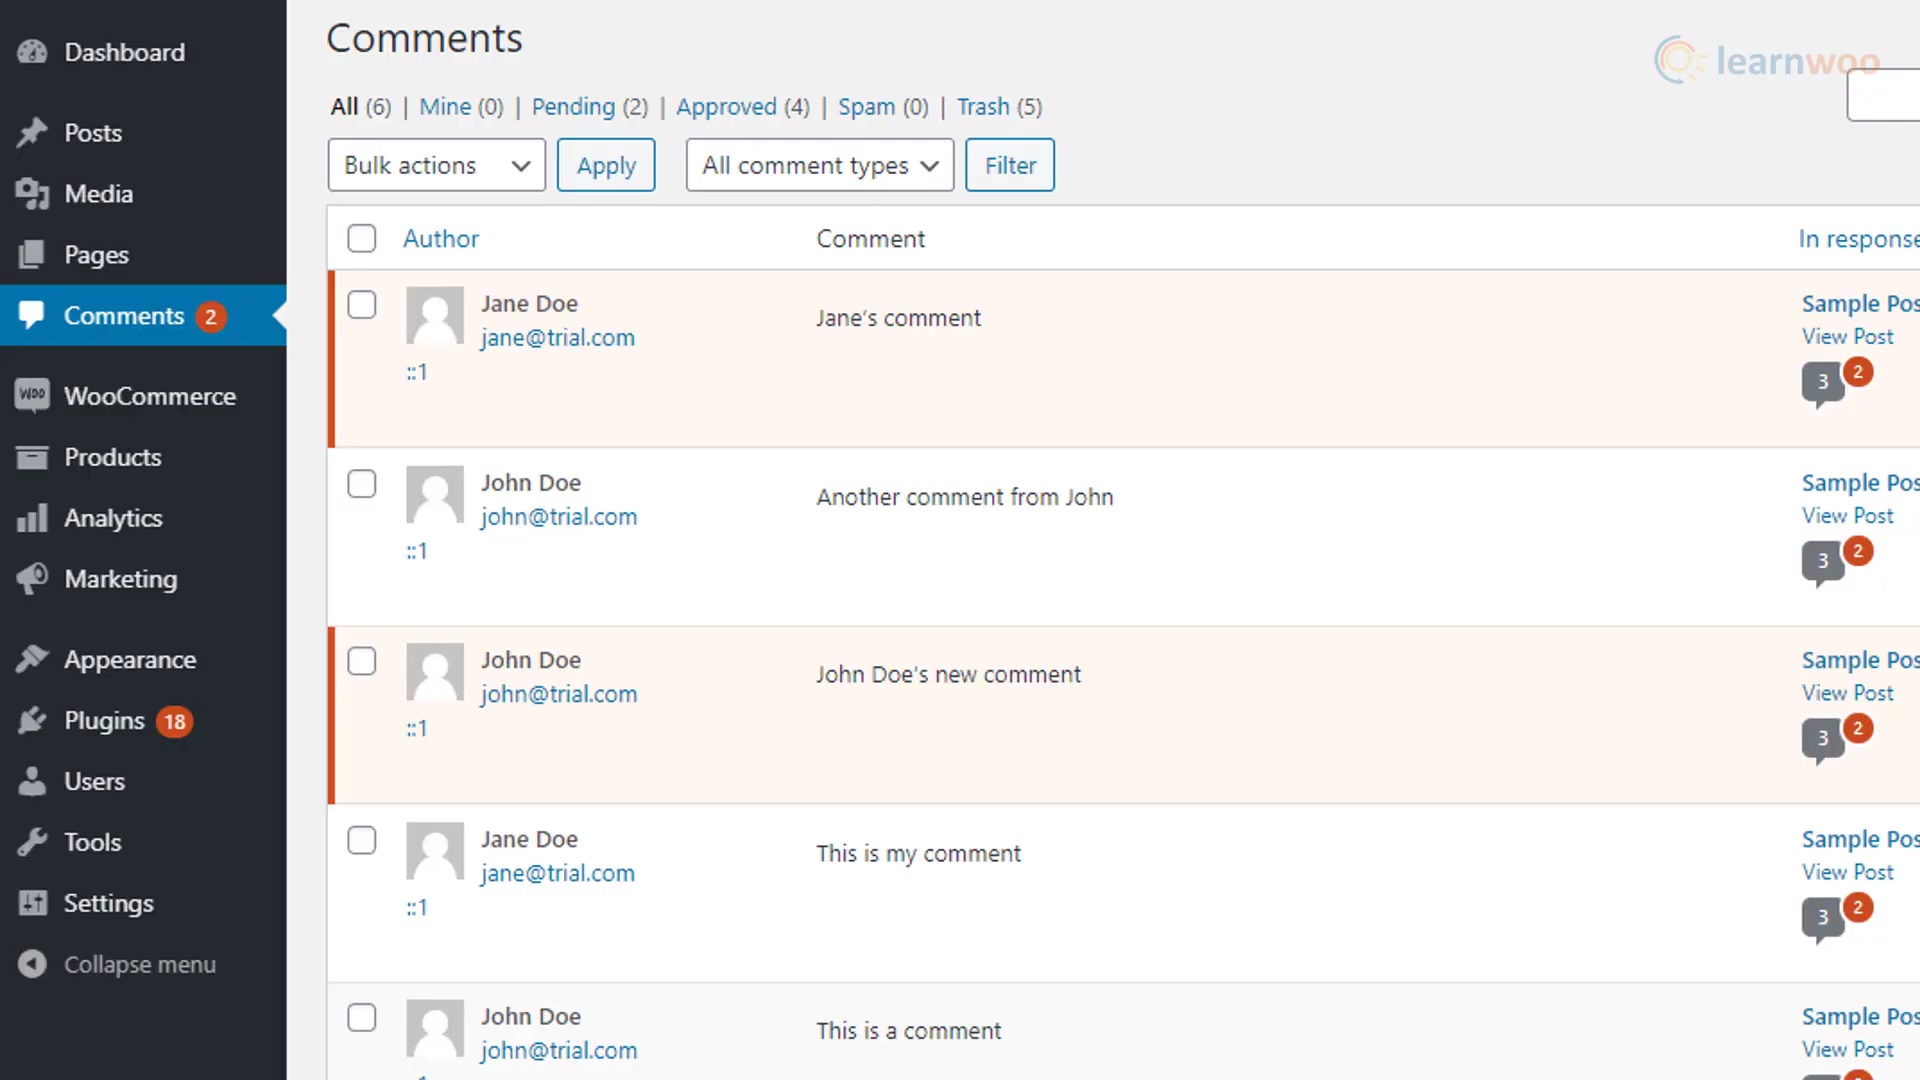 Dashboard
Posts
Media
Pages
Comments 2
WooCommerce
Products
Analytics
Marketing
Appearance
Plugins 18
Users
Tools
Settings
Collapse menu
Comments
learnwoo
All (6) | Mine (0) | Pending (2) | Approved (4) | Spam (0) | Trash (5)
Bulk actions Apply All comment types Filter
Author Comment In response
Jane Doe
jane@trial.com
::1
Jane's comment
Sample Pos
View Post
3 2
John Doe
john@trial.com
::1
Another comment from John
Sample Pos
View Post
3 2
John Doe
john@trial.com
::1
John Doe's new comment
Sample Pos
View Post
3 2
Jane Doe
jane@trial.com
::1
This is my comment
Sample Pos
View Post
3 2
John Doe
john@trial.com
This is a comment
Sample Pos
View Post